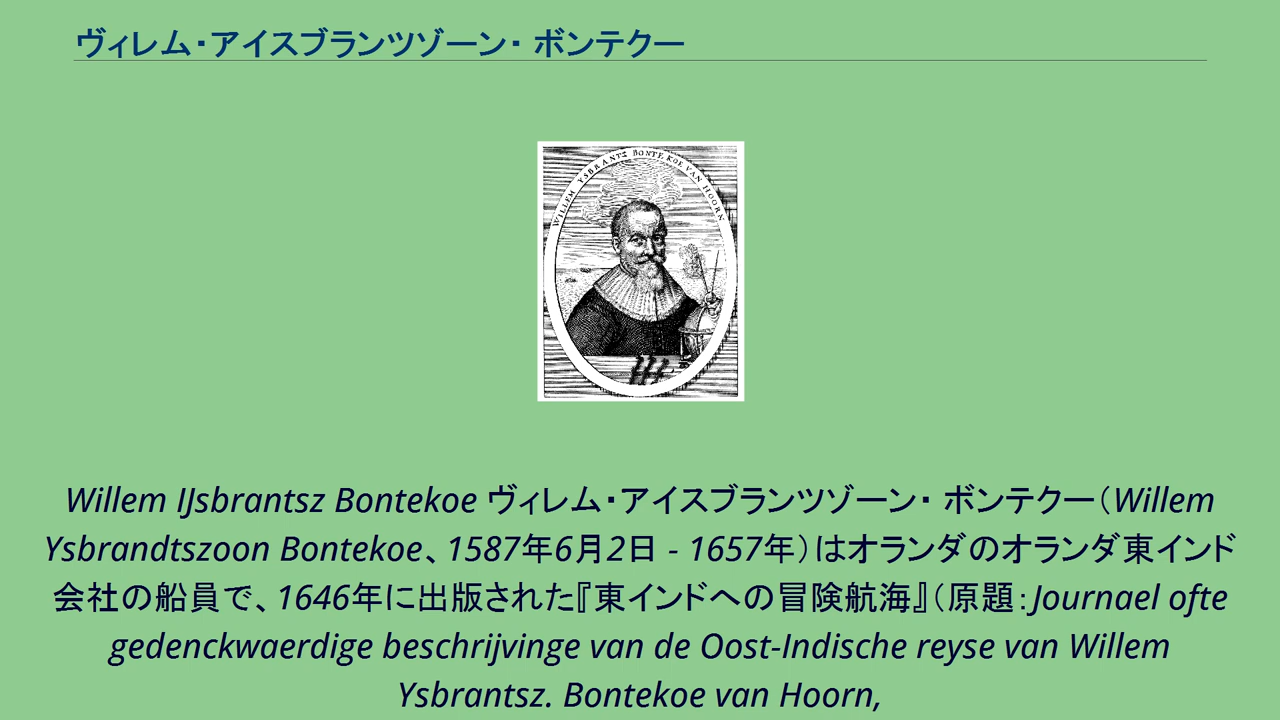 ヴィレム・アイスブランツゾーン・ ボンテクー
WILLEM YSBRANTZ BONTEKOE VAN HOORN
Willem IJsbrantsz Bontekoe ヴィレム・アイスブランツゾーン・ ボンテクー（Willem
Ysbrandtszoon Bontekoe、1587年6月2日 - 1657年）はオランダのオランダ東インド
会社の船員で、1646年に出版された『東インドへの冒険航海』（原題：Journael ofte
gedenckwaerdige beschrijvinge van de Oost-Indische reyse van Willem
Ysbrantsz. Bontekoe van Hoorn,